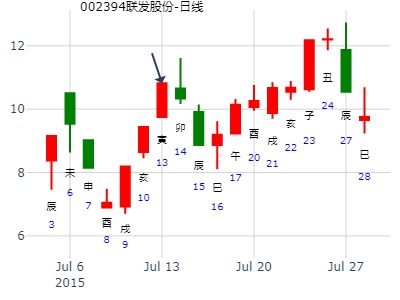 002394联发股份-日线
12
10
8
6
辰
3
未
6
申
7
酉
8
戌
9
亥
10
寅
13
卯
14
辰
15
巳
16
午
17
酉
20
戌
21
亥
22
子
23
丑
24
辰
27
巳
28
Jul 6
2015
Jul 13
Jul 20
Jul 27